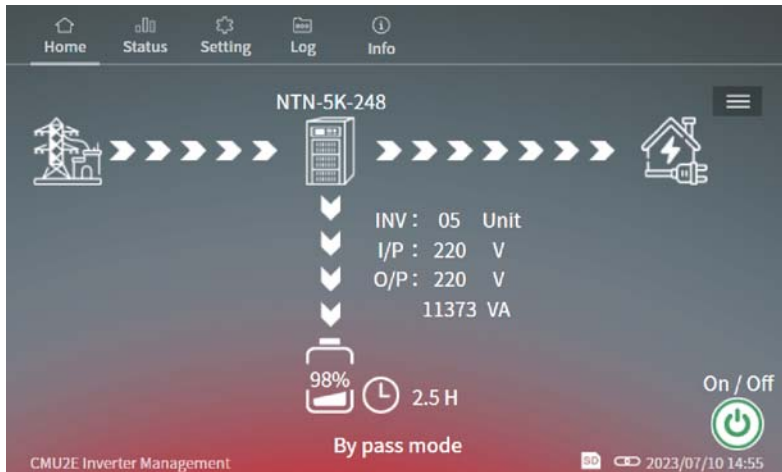 Home Status Setting Log Info
NTN-5K-248
INV : 05 Unit
I/P : 220 V
O/P : 220 V
11373 VA
98%
2.5 H
On / Off
By pass mode
CMU2E Inverter Management
SD
2023/07/10 14:55